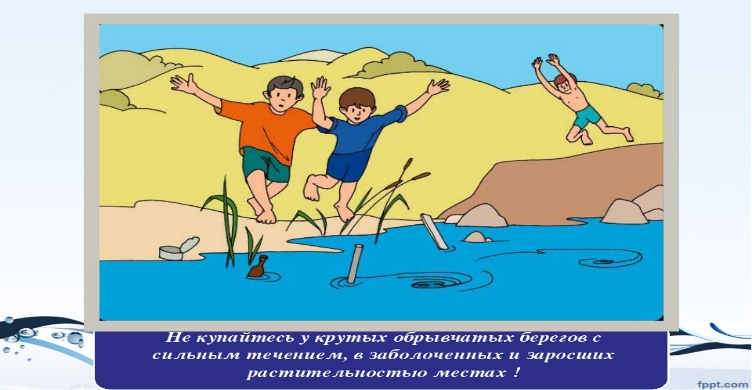 Не купайтесь у крутых обрывчатых берегов с
сильным течением, в заболоченных и заросших
растительностью местах !
fppt.com